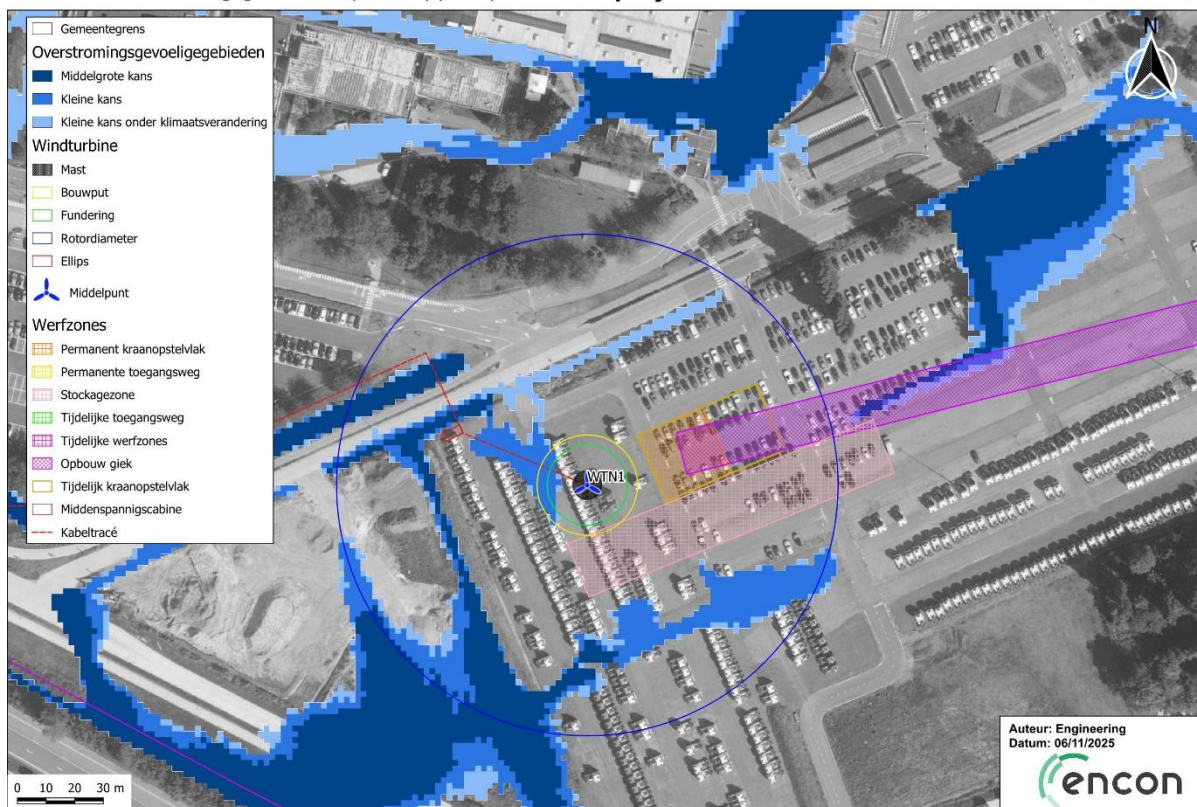 Gemeentegrens
Overstromingsgevoeligegebieden
Middelgrote kans
Kleine kans
Kleine kans onder klimaatsverandering
Windturbine
Mast
Bouwput
Fundering
Rotordiameter
Ellips
Middelpunt
Werfzones
Permanent kraanopstelvlak
Permanente toegangsweg
Stockagezone
Tijdelijke toegangsweg
Tijdelijke werfzones
Opbouw giek
Tijdelijk kraanopstelvlak
Middenspannigscabine
Kabeltracé
N
WTN1
0 10 20 30 m
Auteur: Engineering
Datum: 06/11/2025
encon